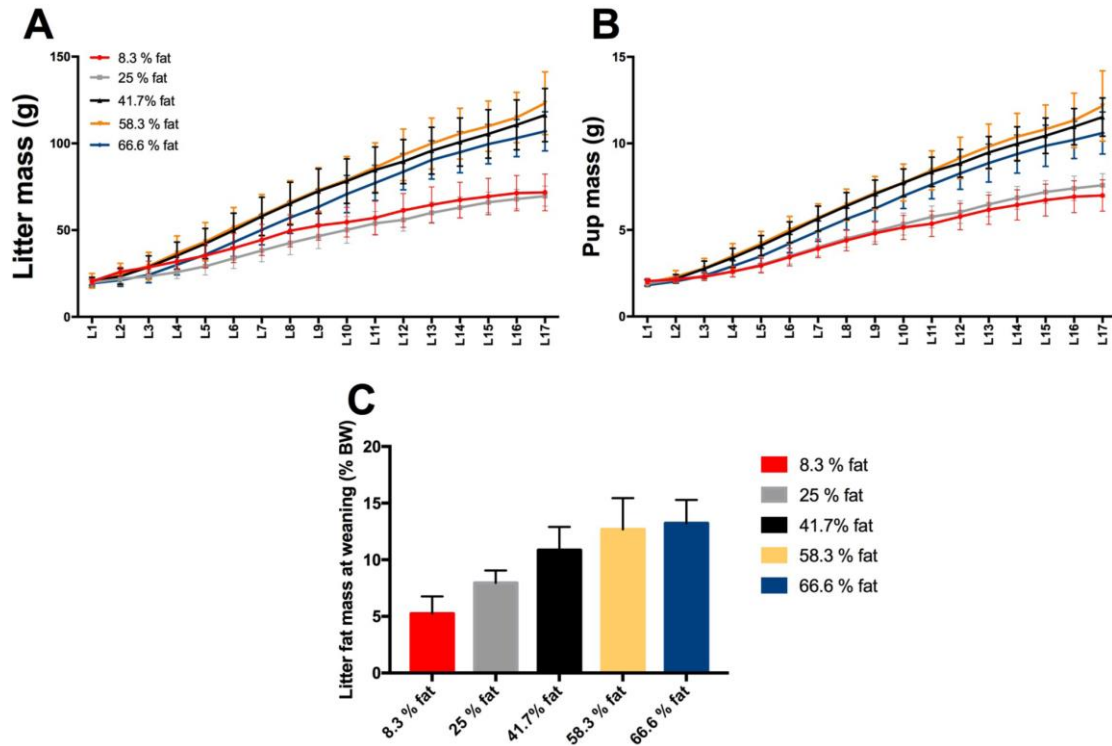 A
Litter mass (g)
150
100
50
0
8.3 % fat
25 % fat
41.7% fat
58.3 % fat
66.6 % fat
L1
L2
L3
L4
L5
L6
L7
L8
L9
L10
L11
L12
L13
L14
L15
L16
L17
B
Pup mass (g)
15
10
5
0
L1
L2
L3
L4
L5
L6
L7
L8
L9
L10
L11
L12
L13
L14
L15
L16
L17
C
Litter fat mass at weaning (% BW)
20
15
10
5
0
8.3 % fat
25 % fat
41.7% fat
58.3 % fat
66.6 % fat
8.3 % fat
25 % fat
41.7% fat
58.3 % fat
66.6 % fat